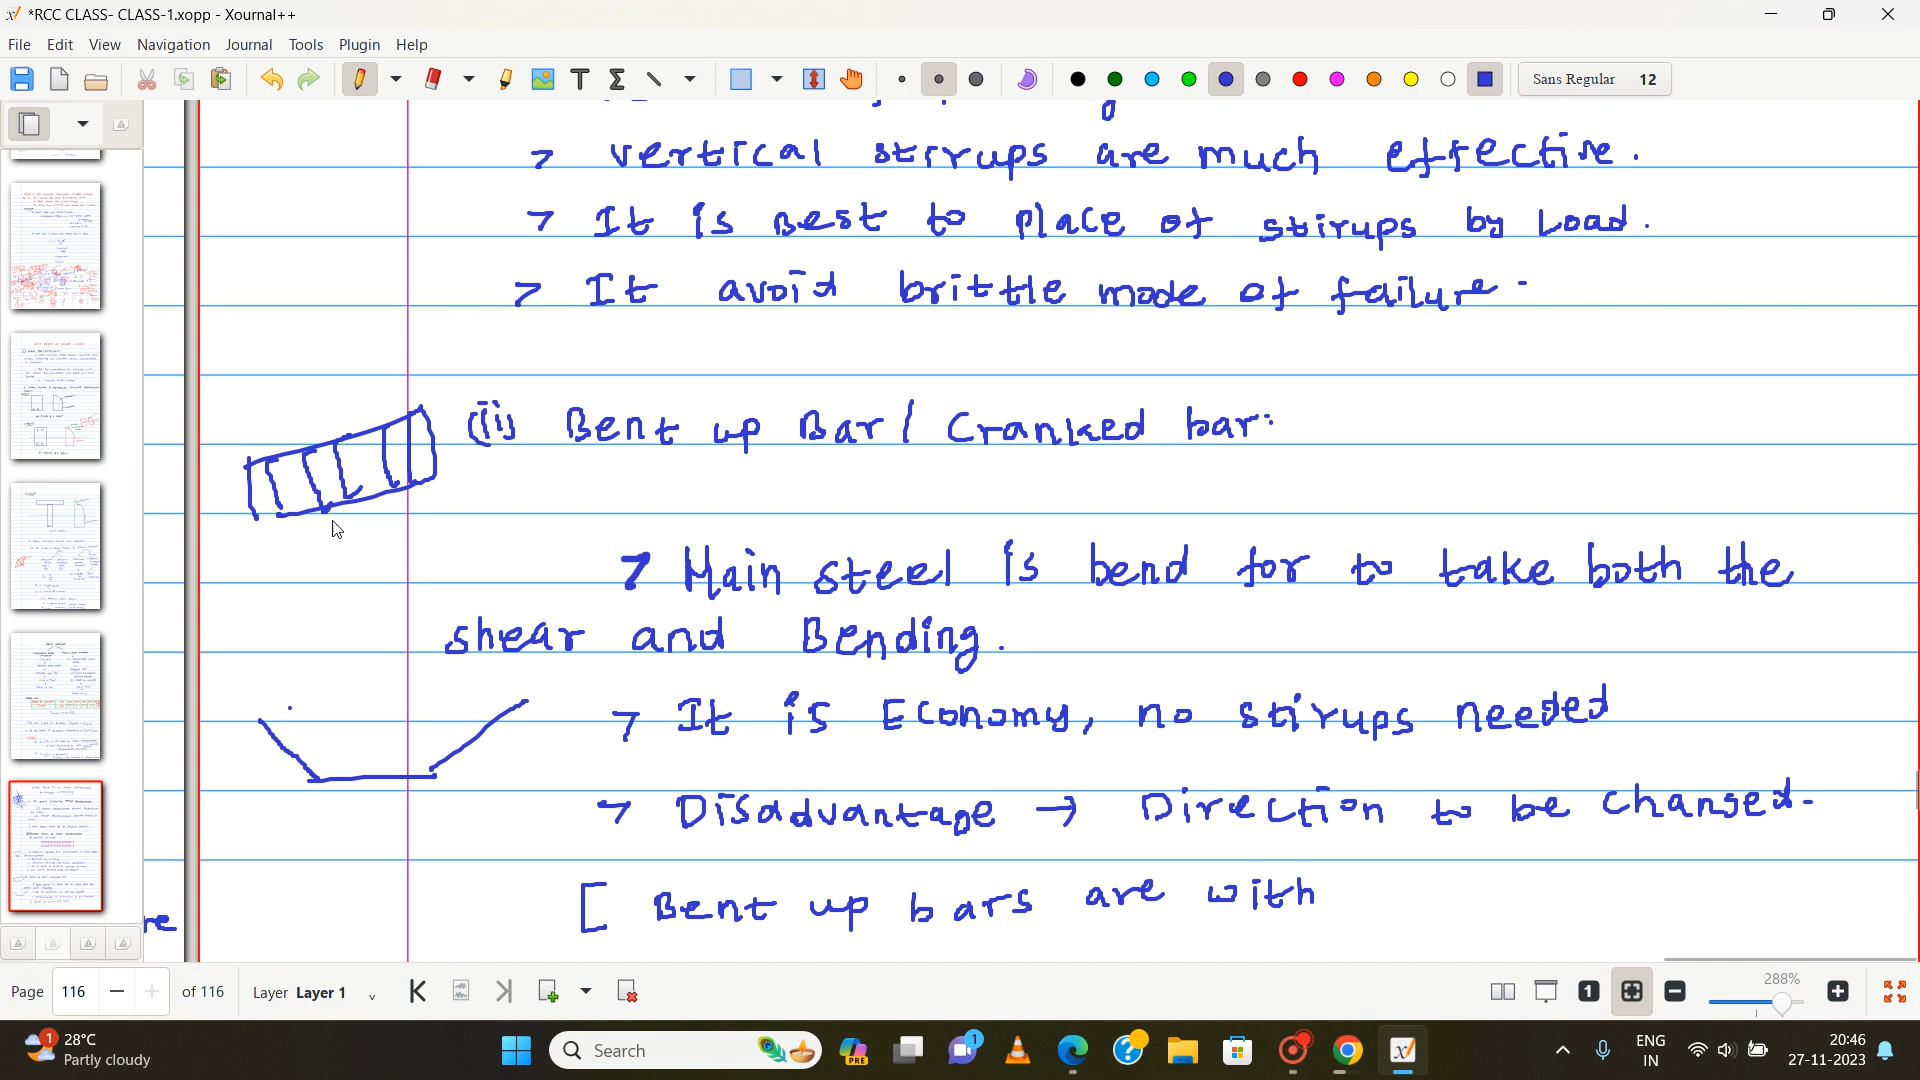 *RCC CLASS- CLASS-1.xopp - Xournal++
File Edit View Navigation Journal Tools Plugin Help
Sans Regular 12
> vertical stirups are much effective.
> It is Best to place of stirups by Load.
> It avoid brittle mode of failure.
(ii) Bent up Bar / Cranked bar:
> Main steel is bend for to take both the
shear and Bending.
> It is Economy, no stirups needed
> Disadvantage → Direction to be changed.
[ Bent up bars are with
re
Page 116 of 116 Layer Layer 1 288%
28°C
Partly cloudy
Search
PRE
ENG
IN
20:46
27-11-2023